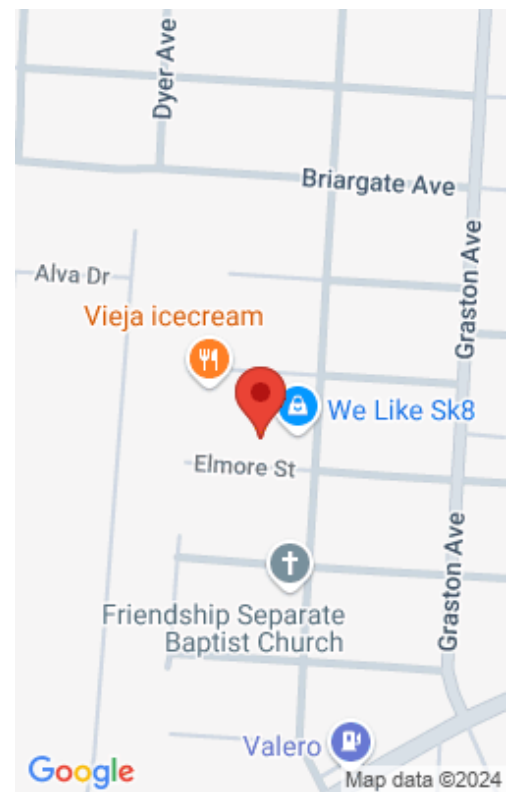 Dyer Ave
Briargate Ave
Graston Ave
Alva Dr
Vieja icecream
We Like Sk8
Elmore St
Graston Ave
Friendship Separate
Baptist Church
Valero
Google
Map data ©2024